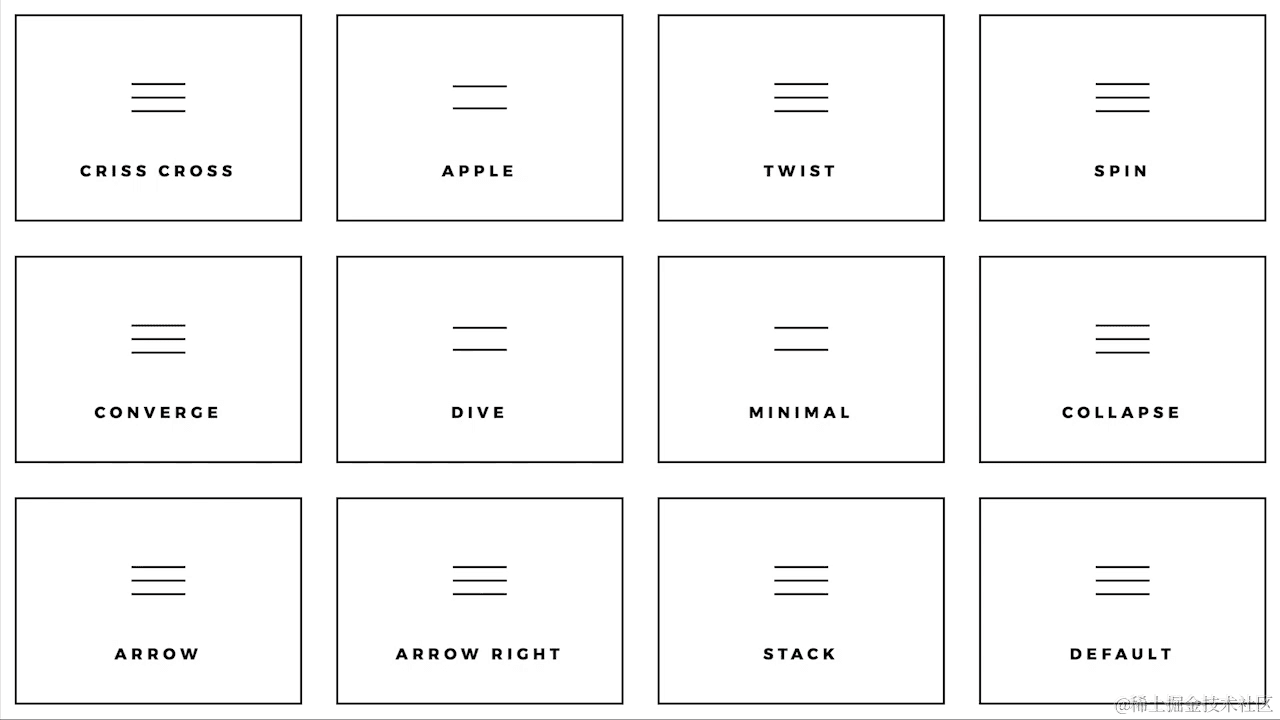 CRISS CROSS
APPLE
TWIST
SPIN
CONVERGE
DIVE
MINIMAL
COLLAPSE
ARROW
ARROW RIGHT
STACK
DEFAULT
@稀土掘金技术社区